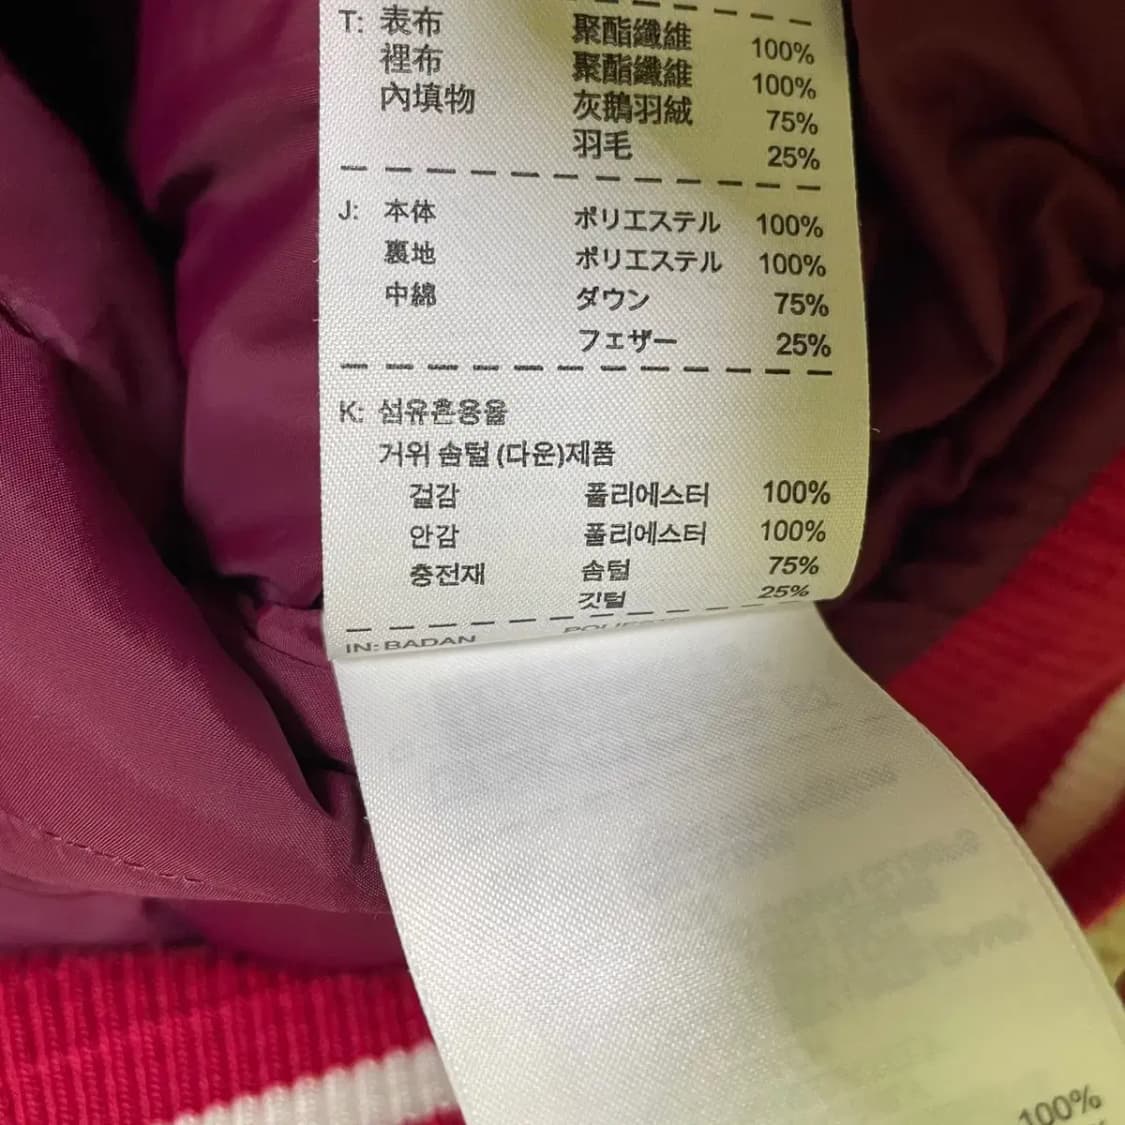 T: 表布 聚酯纖維 100%
裡布 聚酯纖維 100%
內填物 灰鵝羽絨 75%
羽毛 25%
J: 本体 ポリエステル 100%
裏地 ポリエステル 100%
中綿 ダウン 75%
フェザー 25%
K: 섬유혼용율
거위 솜털 (다운)제품
겉감 폴리에스터 100%
안감 폴리에스터 100%
충전재 솜털 75%
깃털 25%
IN: BADAN
100%